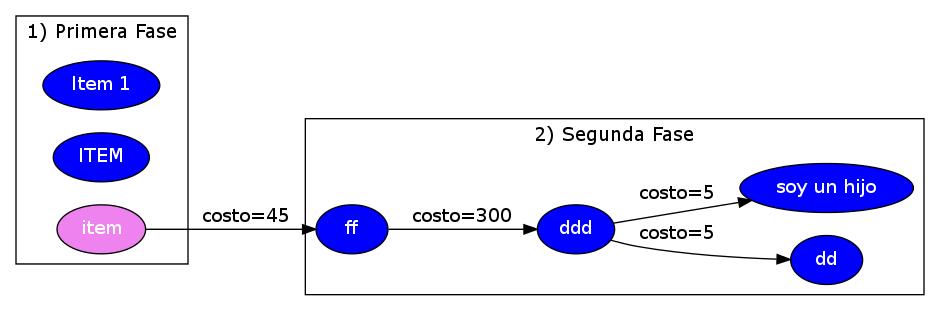 1) Primera Fase
Item 1
ITEM
item
costo=45
2) Segunda Fase
ff
costo=300
ddd
costo=5
soy un hijo
costo=5
dd